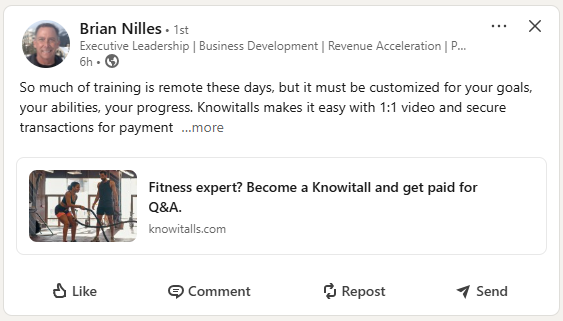 Brian Nilles • 1st
Executive Leadership | Business Development | Revenue Acceleration | P...
6h •
So much of training is remote these days, but it must be customized for your goals,
your abilities, your progress. Knowitalls makes it easy with 1:1 video and secure
transactions for payment ...more
Fitness expert? Become a Knowitall and get paid for
Q&A.
knowitalls.com
Like Comment Repost Send